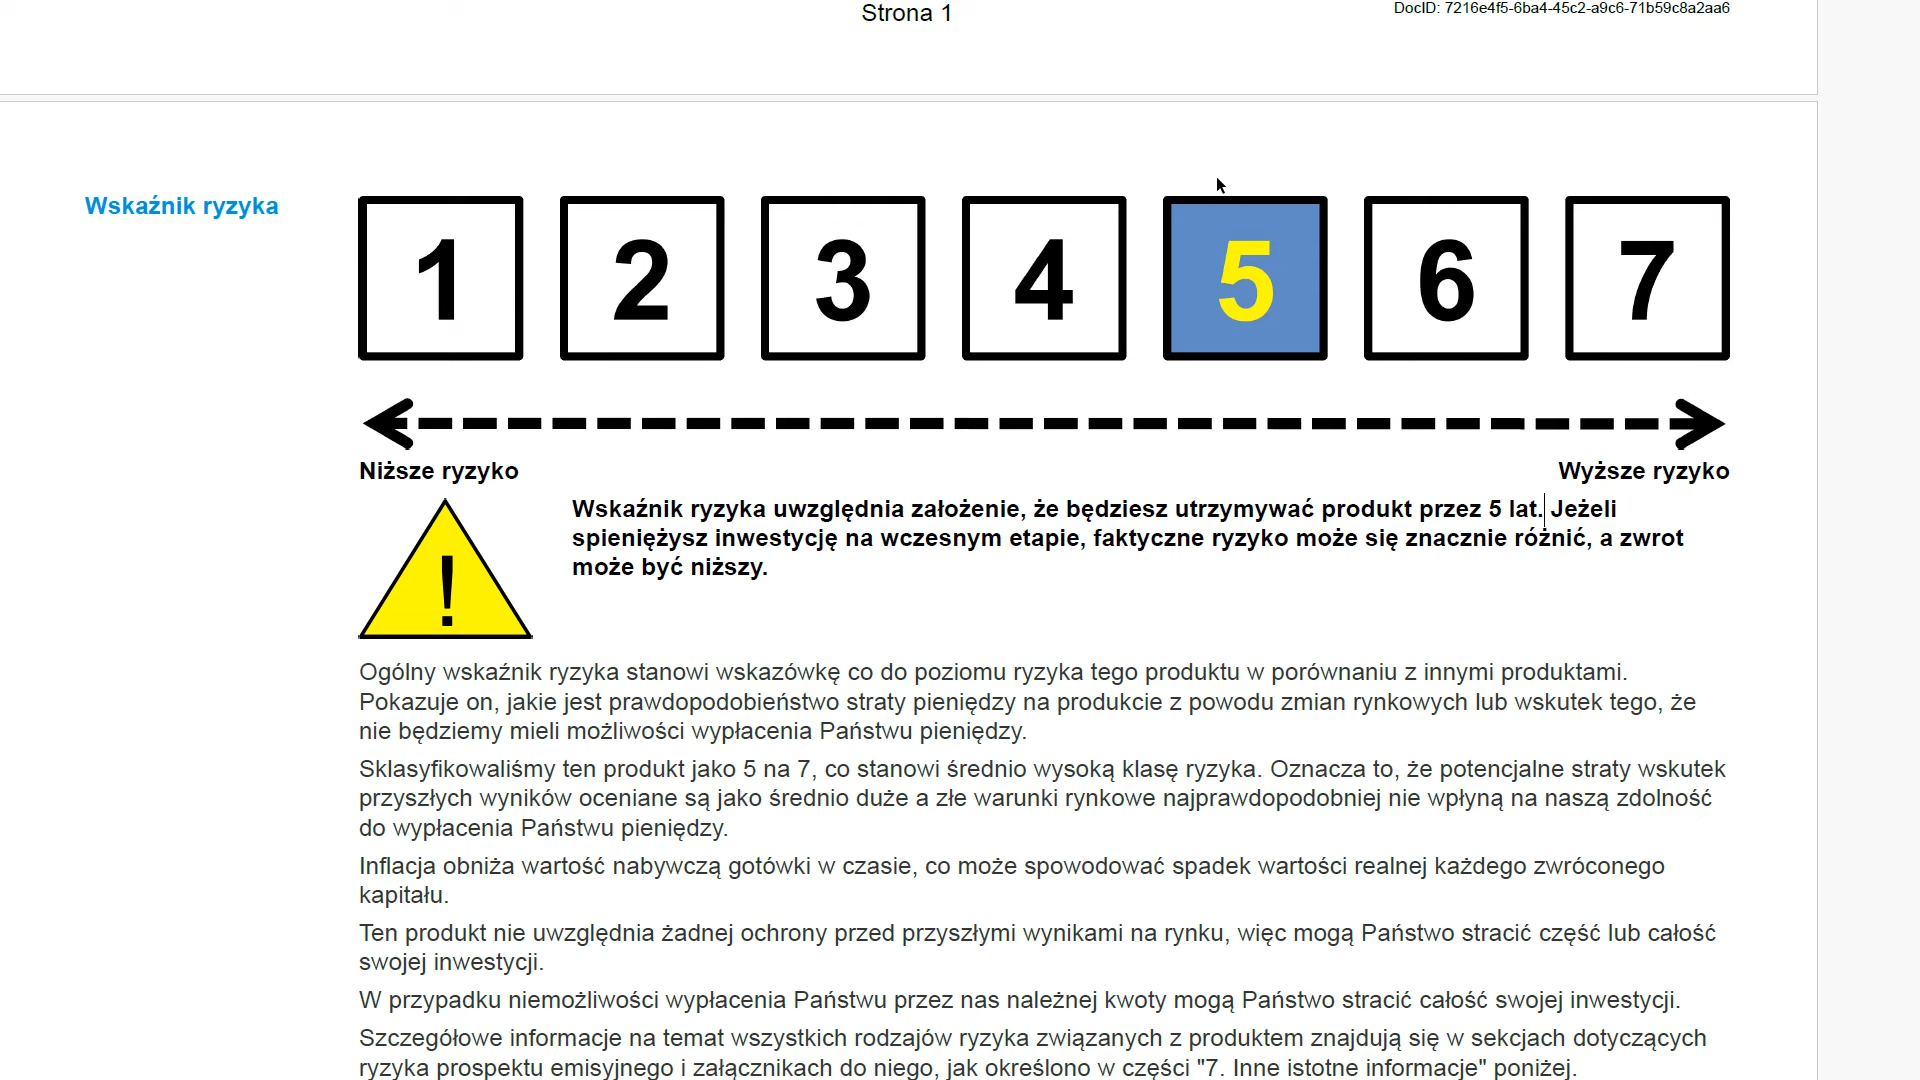 Strona 1
DocID: 7216e4f5-6ba4-45c2-a9c6-71b59c8a2aa6
Wskaźnik ryzyka
1 2 3 4 5 6 7
Niższe ryzyko
Wyższe ryzyko
!
Wskaźnik ryzyka uwzględnia założenie, że będziesz utrzymywać produkt przez 5 lat. Jeżeli
spieniężysz inwestycję na wczesnym etapie, faktyczne ryzyko może się znacznie różnić, a zwrot
może być niższy.
Ogólny wskaźnik ryzyka stanowi wskazówkę co do poziomu ryzyka tego produktu w porównaniu z innymi produktami.
Pokazuje on, jakie jest prawdopodobieństwo straty pieniędzy na produkcie z powodu zmian rynkowych lub wskutek tego, że
nie będziemy mieli możliwości wypłacenia Państwu pieniędzy.
Sklasyfikowaliśmy ten produkt jako 5 na 7, co stanowi średnio wysoką klasę ryzyka. Oznacza to, że potencjalne straty wskutek
przyszłych wyników oceniane są jako średnio duże a złe warunki rynkowe najprawdopodobniej nie wpłyną na naszą zdolność
do wypłacenia Państwu pieniędzy.
Inflacja obniża wartość nabywczą gotówki w czasie, co może spowodować spadek wartości realnej każdego zwróconego
kapitału.
Ten produkt nie uwzględnia żadnej ochrony przed przyszłymi wynikami na rynku, więc mogą Państwo stracić część lub całość
swojej inwestycji.
W przypadku niemożliwości wypłacenia Państwu przez nas należnej kwoty mogą Państwo stracić całość swojej inwestycji.
Szczegółowe informacje na temat wszystkich rodzajów ryzyka związanych z produktem znajdują się w sekcjach dotyczących
ryzyka prospektu emisyjnego i załącznikach do niego, jak określono w części "7. Inne istotne informacje" poniżej.